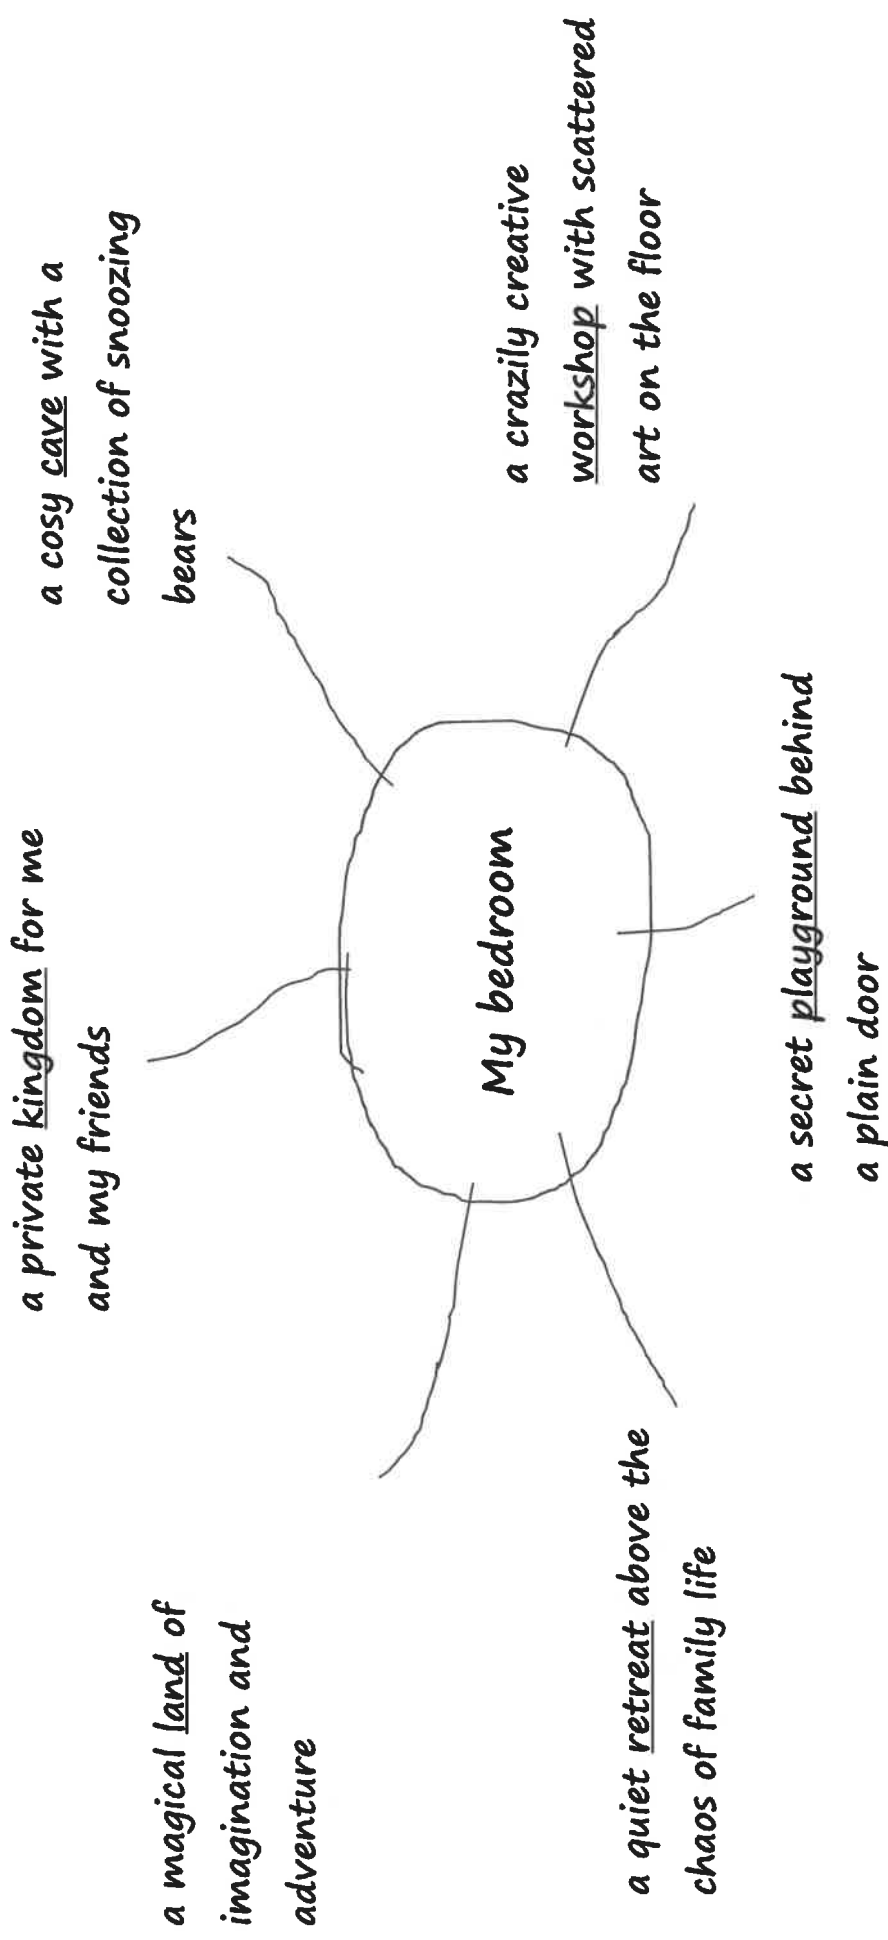 a magical land of
imagination and
adventure
a private kingdom for me
and my friends
a cosy cave with a
collection of snoozing
bears
My bedroom
a quiet retreat above the
chaos of family life
a secret playground behind
a plain door
a crazily creative
workshop with scattered
art on the floor